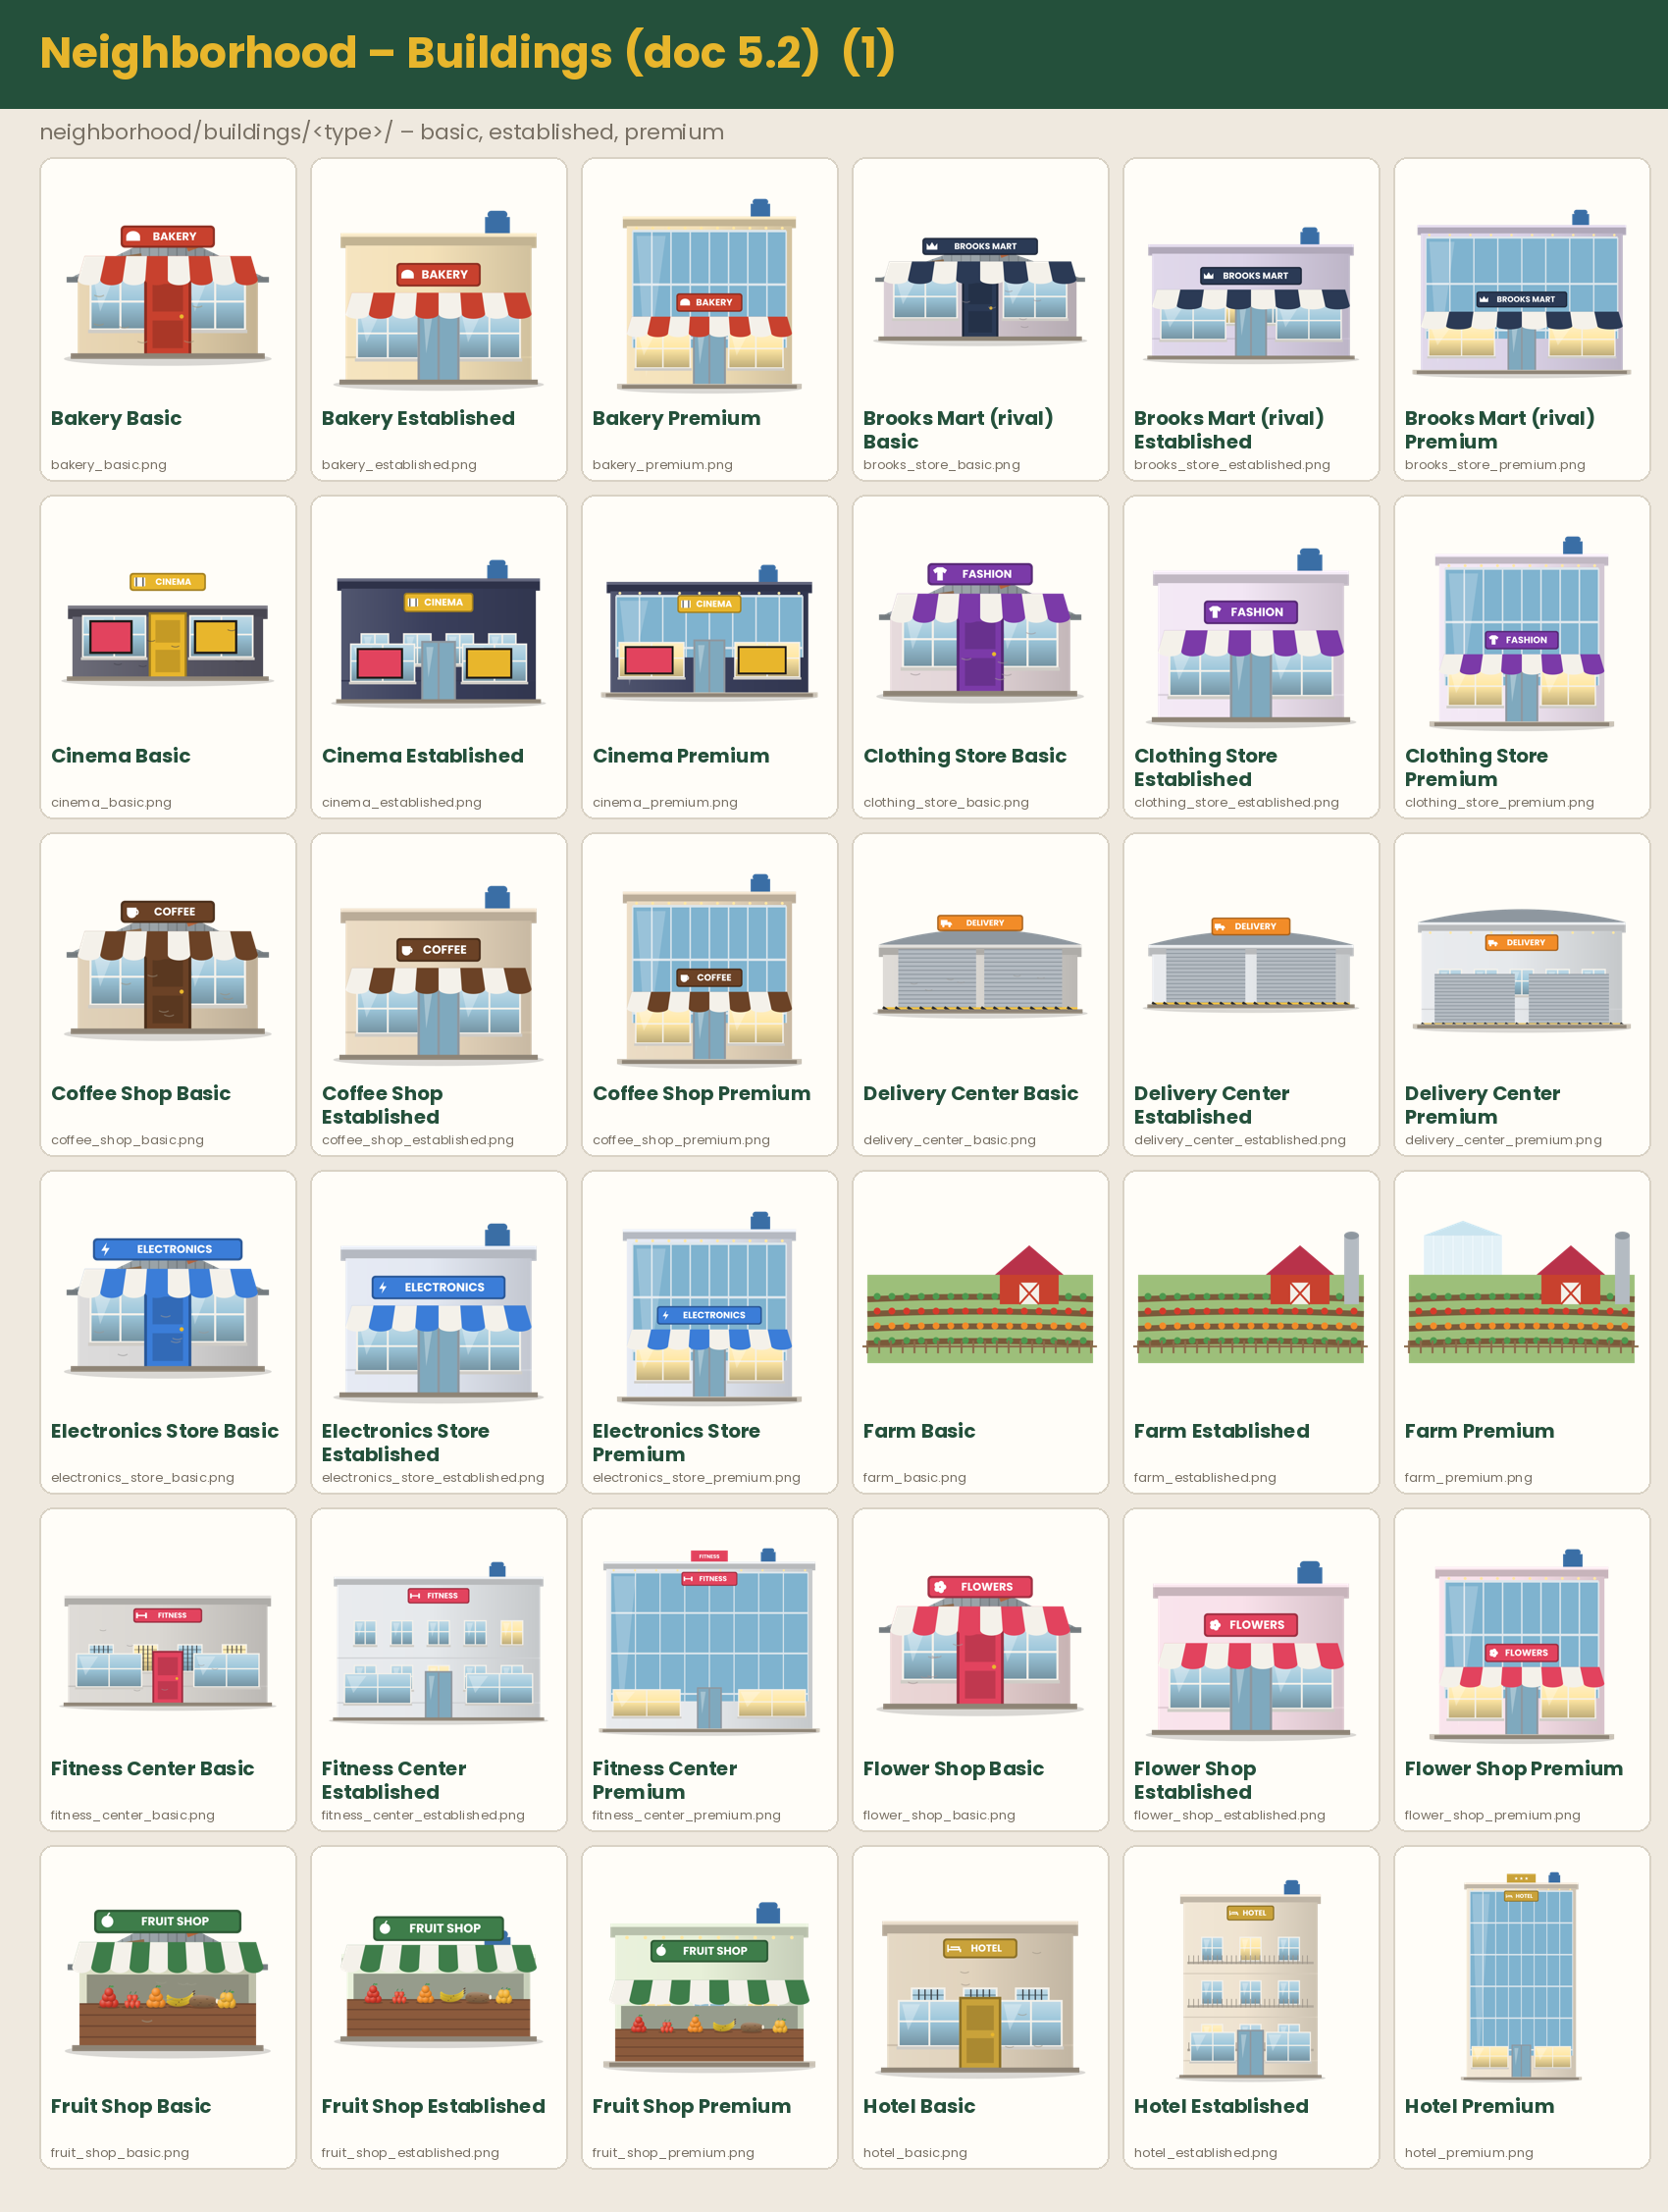 Neighborhood – Buildings (doc 5.2) (1)
neighborhood/buildings/<type>/ – basic, established, premium
BAKERY
BAKERY
BAKERY
BROOKS MART
BROOKS MART
BROOKS MART
Bakery Basic
Bakery Established
Bakery Premium
Brooks Mart (rival)
Basic
Brooks Mart (rival)
Established
Brooks Mart (rival)
Premium
bakery_basic.png
bakery_established.png
bakery_premium.png
brooks_store_basic.png
brooks_store_established.png
brooks_store_premium.png
CINEMA
CINEMA
CINEMA
FASHION
FASHION
FASHION
Cinema Basic
Cinema Established
Cinema Premium
Clothing Store Basic
Clothing Store
Established
Clothing Store
Premium
cinema_basic.png
cinema_established.png
cinema_premium.png
clothing_store_basic.png
clothing_store_established.png
clothing_store_premium.png
COFFEE
COFFEE
COFFEE
DELIVERY
DELIVERY
DELIVERY
Coffee Shop Basic
Coffee Shop
Established
Coffee Shop Premium
Delivery Center Basic
Delivery Center
Established
Delivery Center
Premium
coffee_shop_basic.png
coffee_shop_established.png
coffee_shop_premium.png
delivery_center_basic.png
delivery_center_established.png
delivery_center_premium.png
ELECTRONICS
ELECTRONICS
ELECTRONICS
Electronics Store Basic
Electronics Store
Established
Electronics Store
Premium
Farm Basic
Farm Established
Farm Premium
electronics_store_basic.png
electronics_store_established.png
electronics_store_premium.png
farm_basic.png
farm_established.png
farm_premium.png
FITNESS
FITNESS
FITNESS
FITNESS
FLOWERS
FLOWERS
FLOWERS
Fitness Center Basic
Fitness Center
Established
Fitness Center
Premium
Flower Shop Basic
Flower Shop
Established
Flower Shop Premium
fitness_center_basic.png
fitness_center_established.png
fitness_center_premium.png
flower_shop_basic.png
flower_shop_established.png
flower_shop_premium.png
FRUIT SHOP
FRUIT SHOP
FRUIT SHOP
HOTEL
HOTEL
HOTEL
Fruit Shop Basic
Fruit Shop Established
Fruit Shop Premium
Hotel Basic
Hotel Established
Hotel Premium
fruit_shop_basic.png
fruit_shop_established.png
fruit_shop_premium.png
hotel_basic.png
hotel_established.png
hotel_premium.png